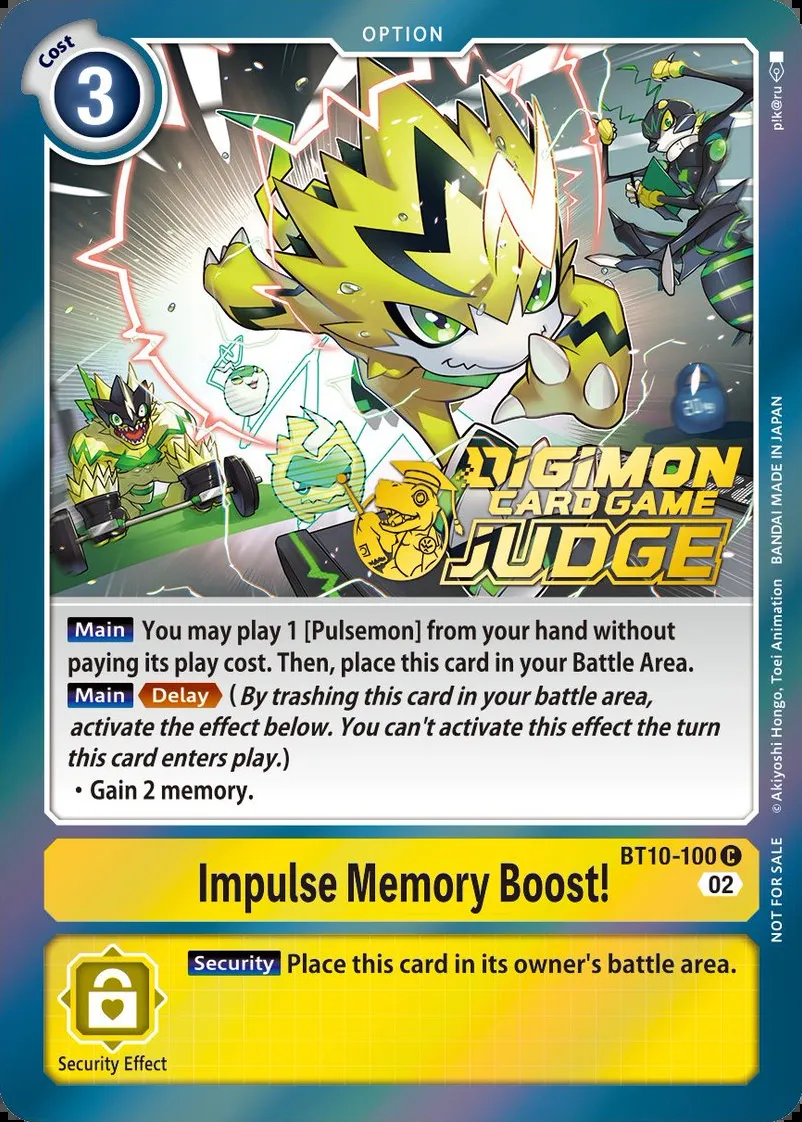 OPTION
Cost
3
p!k@ru
DIGIMON
CARD GAME
JUDGE
Main You may play 1 [Pulsemon] from your hand without
paying its play cost. Then, place this card in your Battle Area.
Main Delay (By trashing this card in your battle area,
activate the effect below. You can't activate this effect the turn
this card enters play.)
・Gain 2 memory.
© Akiyoshi Hongo, Toei Animation BANDAI MADE IN JAPAN
NOT FOR SALE
BT10-100 C
Impulse Memory Boost!
02
Security Place this card in its owner's battle area.
Security Effect